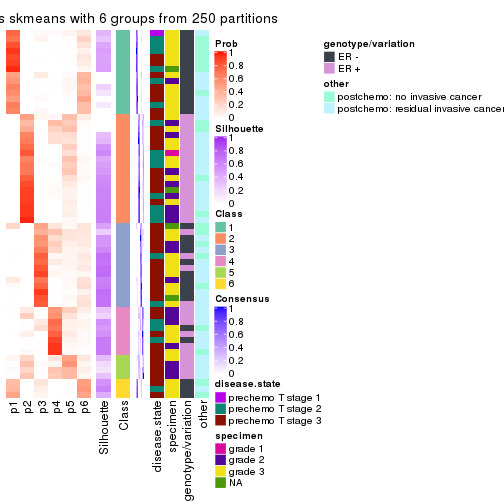 s skmeans with 6 groups from 250 partitions
Prob
1
0.8
0.6
0.4
0.2
0
Silhouette
1
0.8
0.6
0.4
0.2
0
Class
1
2
3
4
5
6
Consensus
1
0.8
0.6
0.4
0.2
0
disease.state
prechemo T stage 1
prechemo T stage 2
prechemo T stage 3
specimen
grade 1
grade 2
grade 3
NA
genotype/variation
ER -
ER +
other
postchemo: no invasive cancer
postchemo: residual invasive cancer
p1
p2
p3
p4
p5
p6
Silhouette
Class
disease.state
specimen
genotype/variation
other